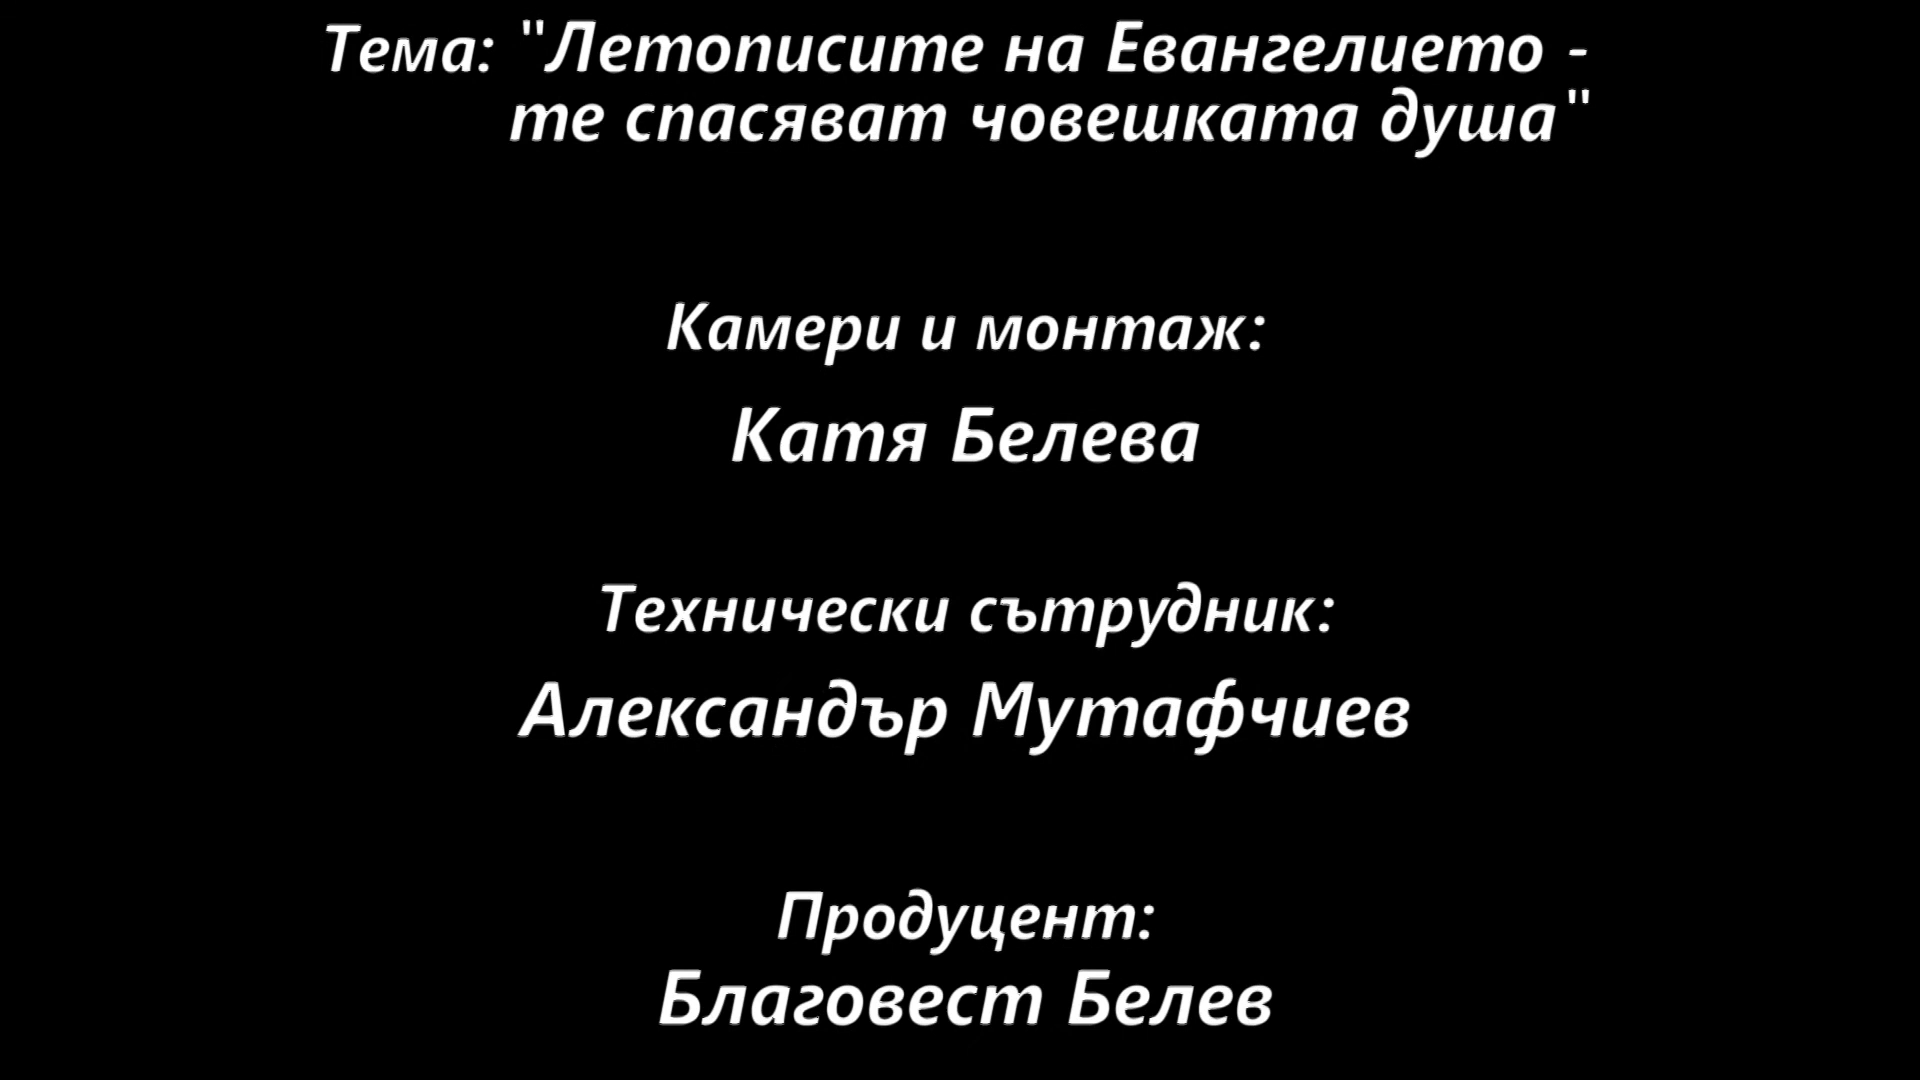 Тема: "Летописите на Евангелието -
те спасяват човешката душа"
Камери и монтаж:
Катя Белева
Технически сътрудник:
Александър Мутафчиев
Продуцент:
Благовест Белев